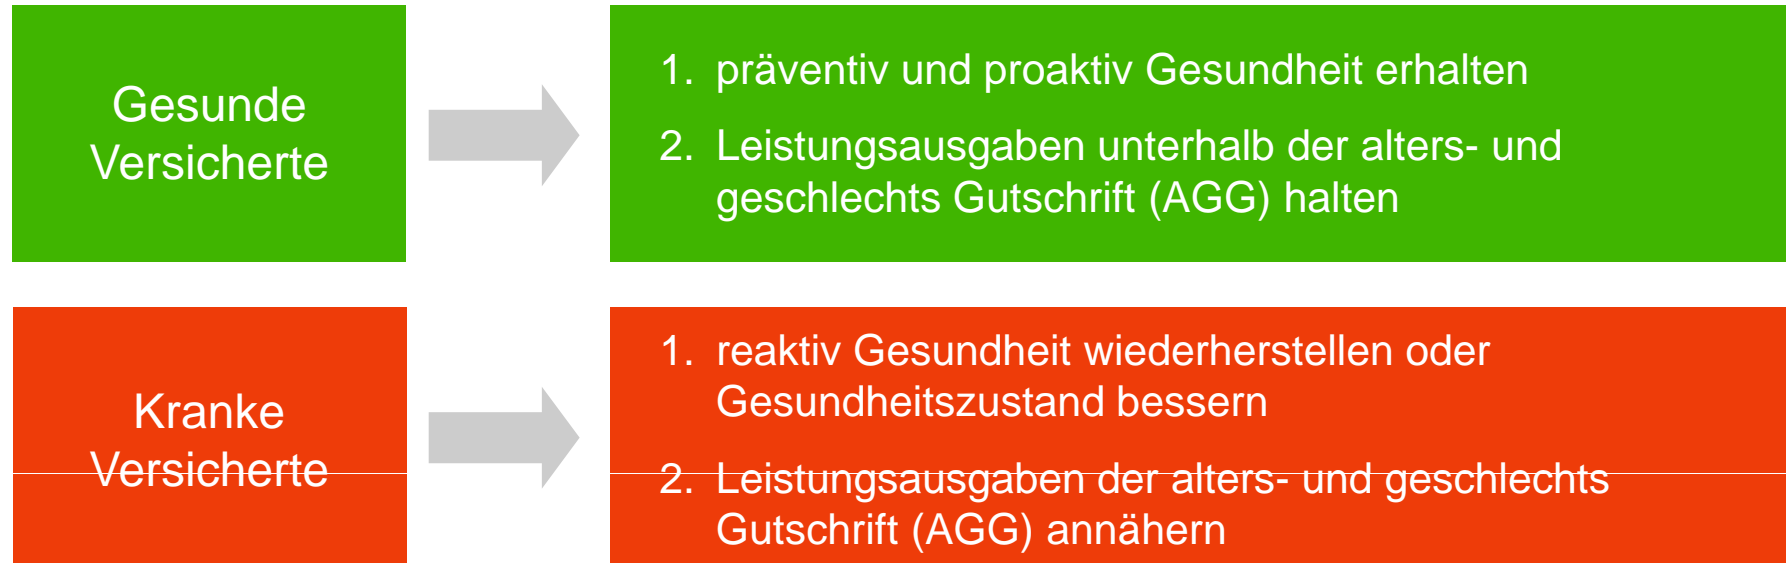 Gesunde
Versicherte
1. präventiv und proaktiv Gesundheit erhalten
2. Leistungsausgaben unterhalb der alters- und
geschlechts Gutschrift (AGG) halten
Kranke
Versicherte
1. reaktiv Gesundheit wiederherstellen oder
Gesundheitszustand bessern
2. Leistungsausgaben der alters- und geschlechts
Gutschrift (AGG) annähern